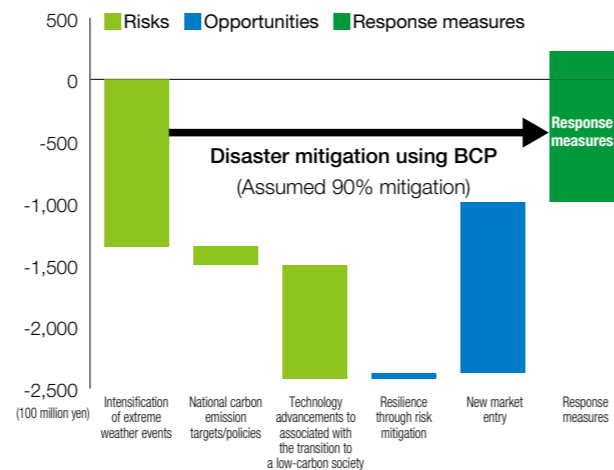 500
Risks
Opportunities
Response measures
0
-500
-1,000
-1,500
-2,000
-2,500
(100 million yen)
Response
measures
Disaster mitigation using BCP
(Assumed 90% mitigation)
Intensification
of extreme
weather events
National carbon
emission
targets/policies
Technology
advancements to
associated with
the transition to
a low-carbon society
Resilience
through risk
mitigation
New market
entry
Response
measures